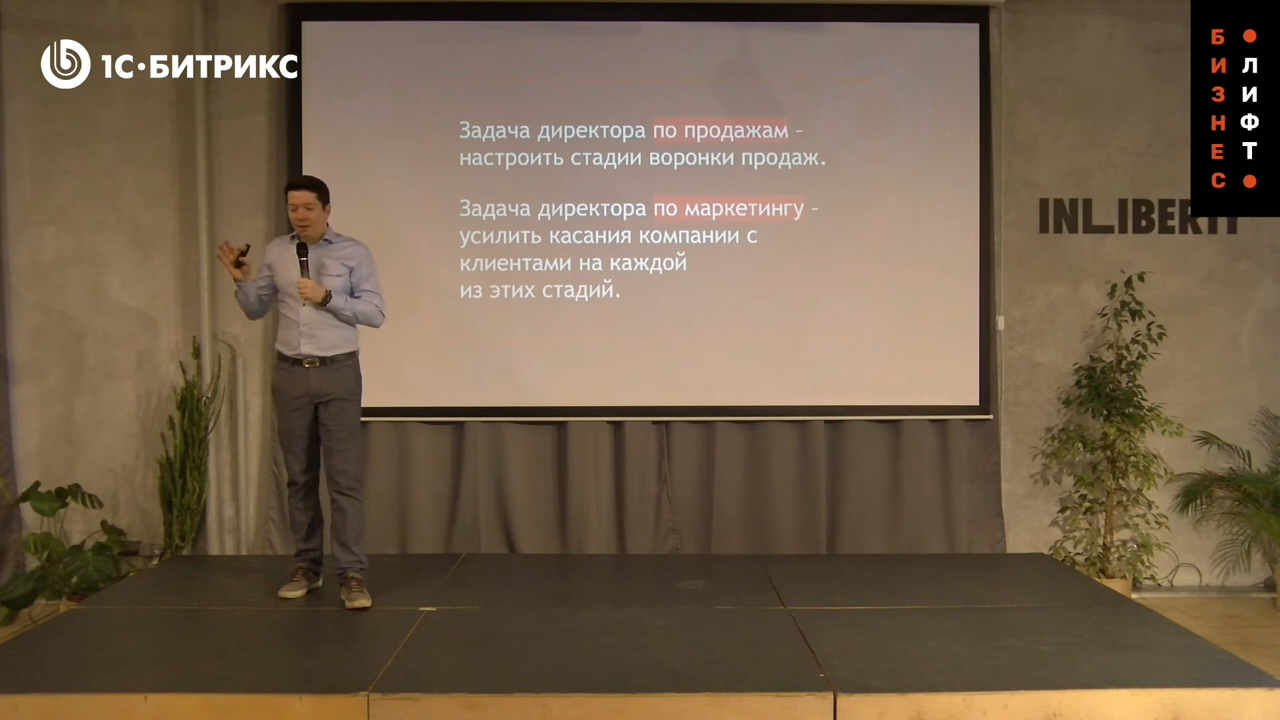 1С•БИТРИКС
Задача директора по продажам –
настроить стадии воронки продаж.
Задача директора по маркетингу –
усилить касания компании с
клиентами на каждой
из этих стадий.
БИЗНЕС
ЛИФТ
INLIBERTY